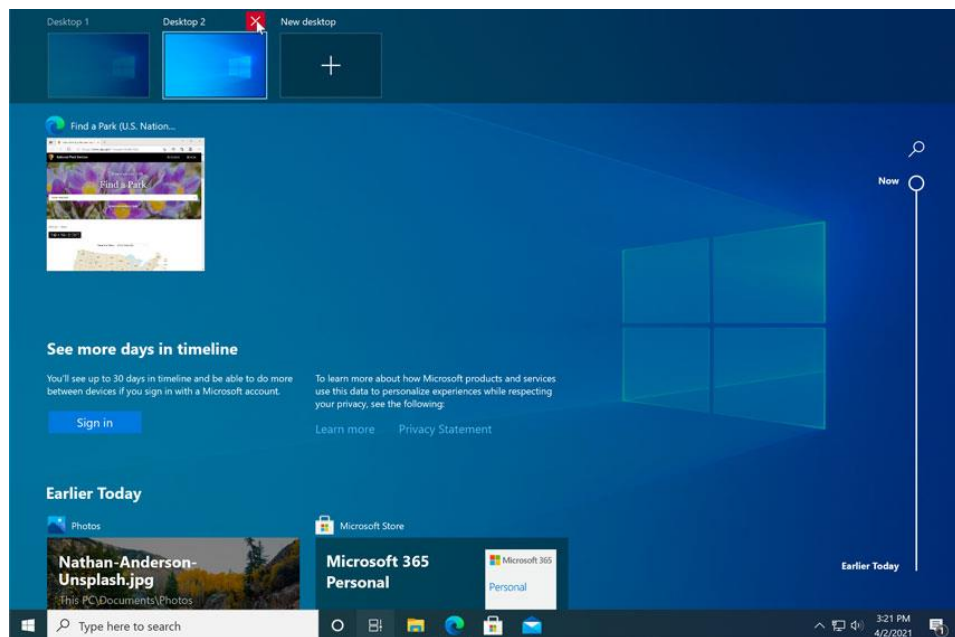 Desktop 1
Desktop 2
New desktop
Find a Park (U.S. Nation...
Find a Park
Now
See more days in timeline
You'll see up to 30 days in timeline and be able to do more
between devices if you sign in with a Microsoft account.
Sign in
To learn more about how Microsoft products and services
use this data to personalize experiences while respecting
your privacy, see the following:
Learn more Privacy Statement
Earlier Today
Photos
Nathan-Anderson-
Unsplash.jpg
This PC\Documents\Photos
Microsoft Store
Microsoft 365
Personal
Microsoft 365
Personal
Earlier Today
Type here to search
3:21 PM
4/2/2021